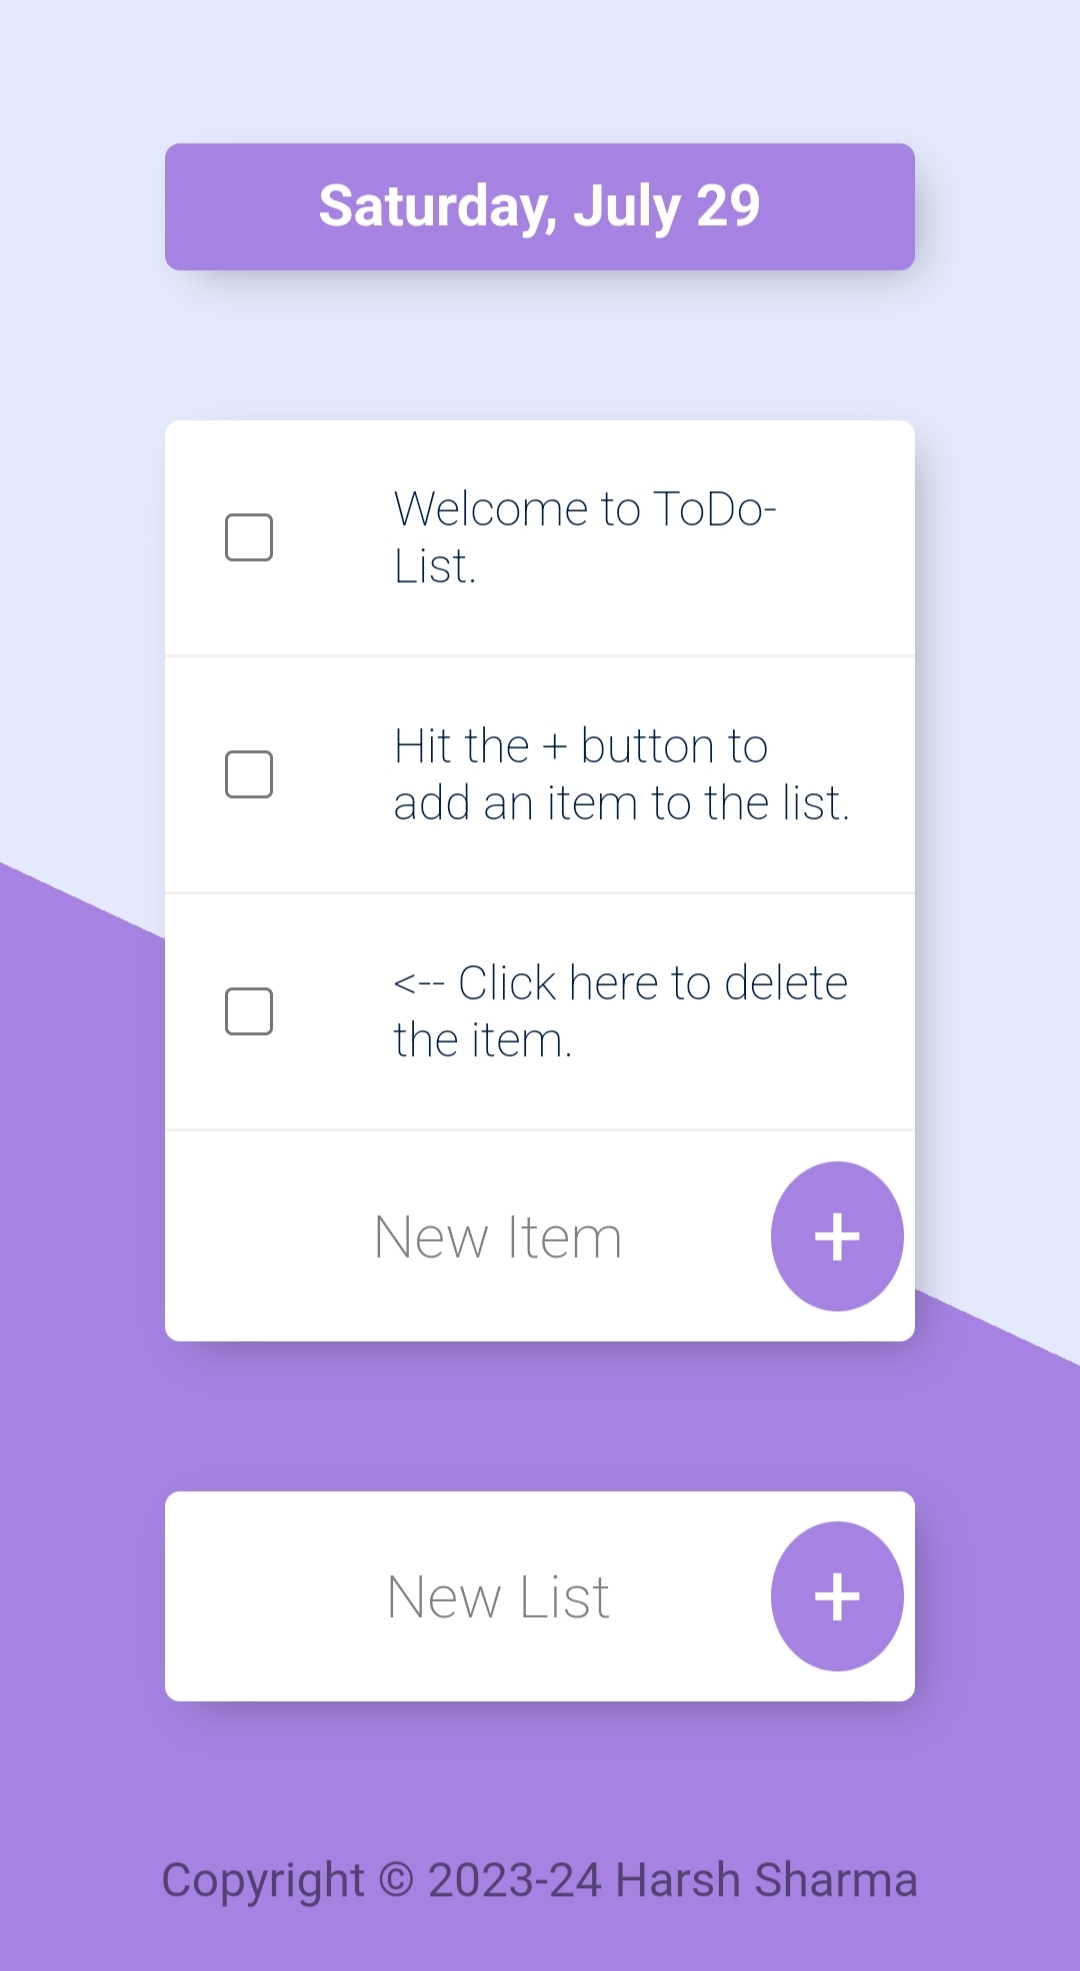 Saturday, July 29
Welcome to ToDo-
List.
Hit the + button to
add an item to the list.
<-- Click here to delete
the item.
New Item +
New List +
Copyright © 2023-24 Harsh Sharma